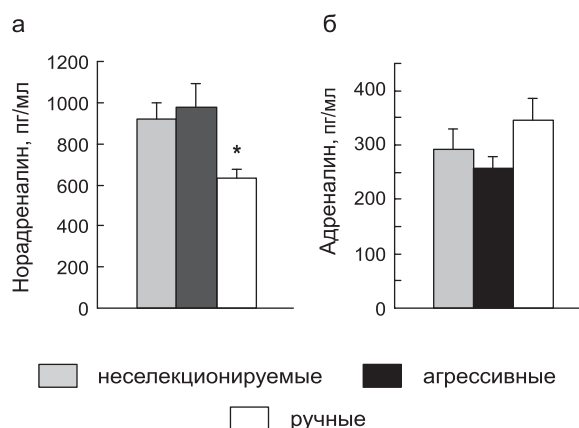 а
Норадреналин, пг/мл
1200
1000
800
600
400
200
0
*
б
Адреналин, пг/мл
400
300
200
100
0
неселекционируемые
агрессивные
ручные